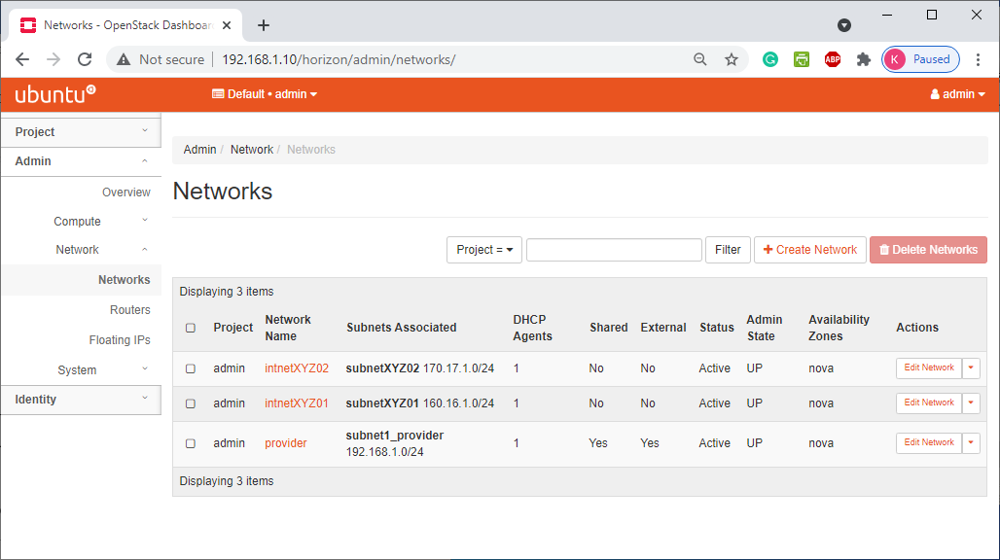 Networks - OpenStack Dashboar
Not secure 192.168.1.10/horizon/admin/networks/
ABP
K Paused
ubuntu
Default • admin
admin
Project
Admin
Overview
Compute
Network
Networks
Routers
Floating IPs
System
Identity
Admin / Network / Networks
Networks
Project = Filter + Create Network Delete Networks
Displaying 3 items
Project Network Name Subnets Associated DHCP Agents Shared External Status Admin State Availability Zones Actions
admin intnetXYZ02 subnetXYZ02 170.17.1.0/24 1 No No Active UP nova Edit Network
admin intnetXYZ01 subnetXYZ01 160.16.1.0/24 1 No No Active UP nova Edit Network
admin provider subnet1_provider 192.168.1.0/24 1 Yes Yes Active UP nova Edit Network
Displaying 3 items